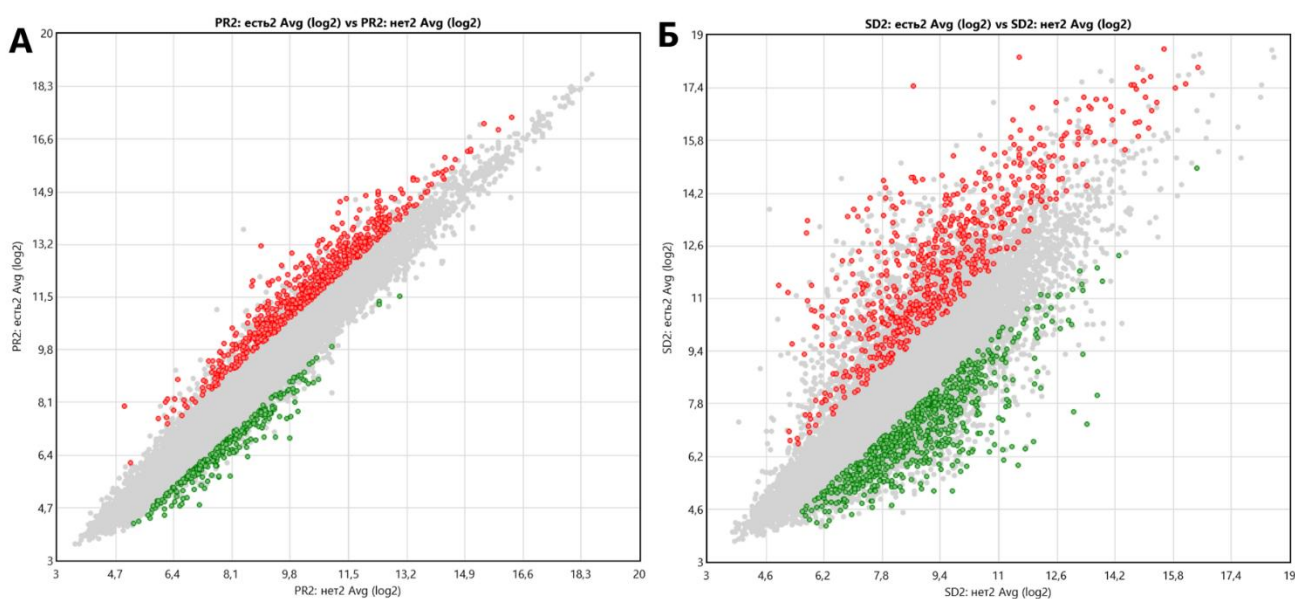 А
PR2: есть2 Avg (log2) vs PR2: нет2 Avg (log2)
20
18,3
16,6
14,9
13,2
11,5
9,8
8,1
6,4
4,7
3
PR2: есть2 Avg (log2)
3 4,7 6,4 8,1 9,8 11,5 13,2 14,9 16,6 18,3 20
PR2: нет2 Avg (log2)
Б
SD2: есть2 Avg (log2) vs SD2: нет2 Avg (log2)
19
17,4
15,8
14,2
12,6
11
9,4
7,8
6,2
4,6
3
SD2: есть2 Avg (log2)
3 4,6 6,2 7,8 9,4 11 12,6 14,2 15,8 17,4 19
SD2: нет2 Avg (log2)